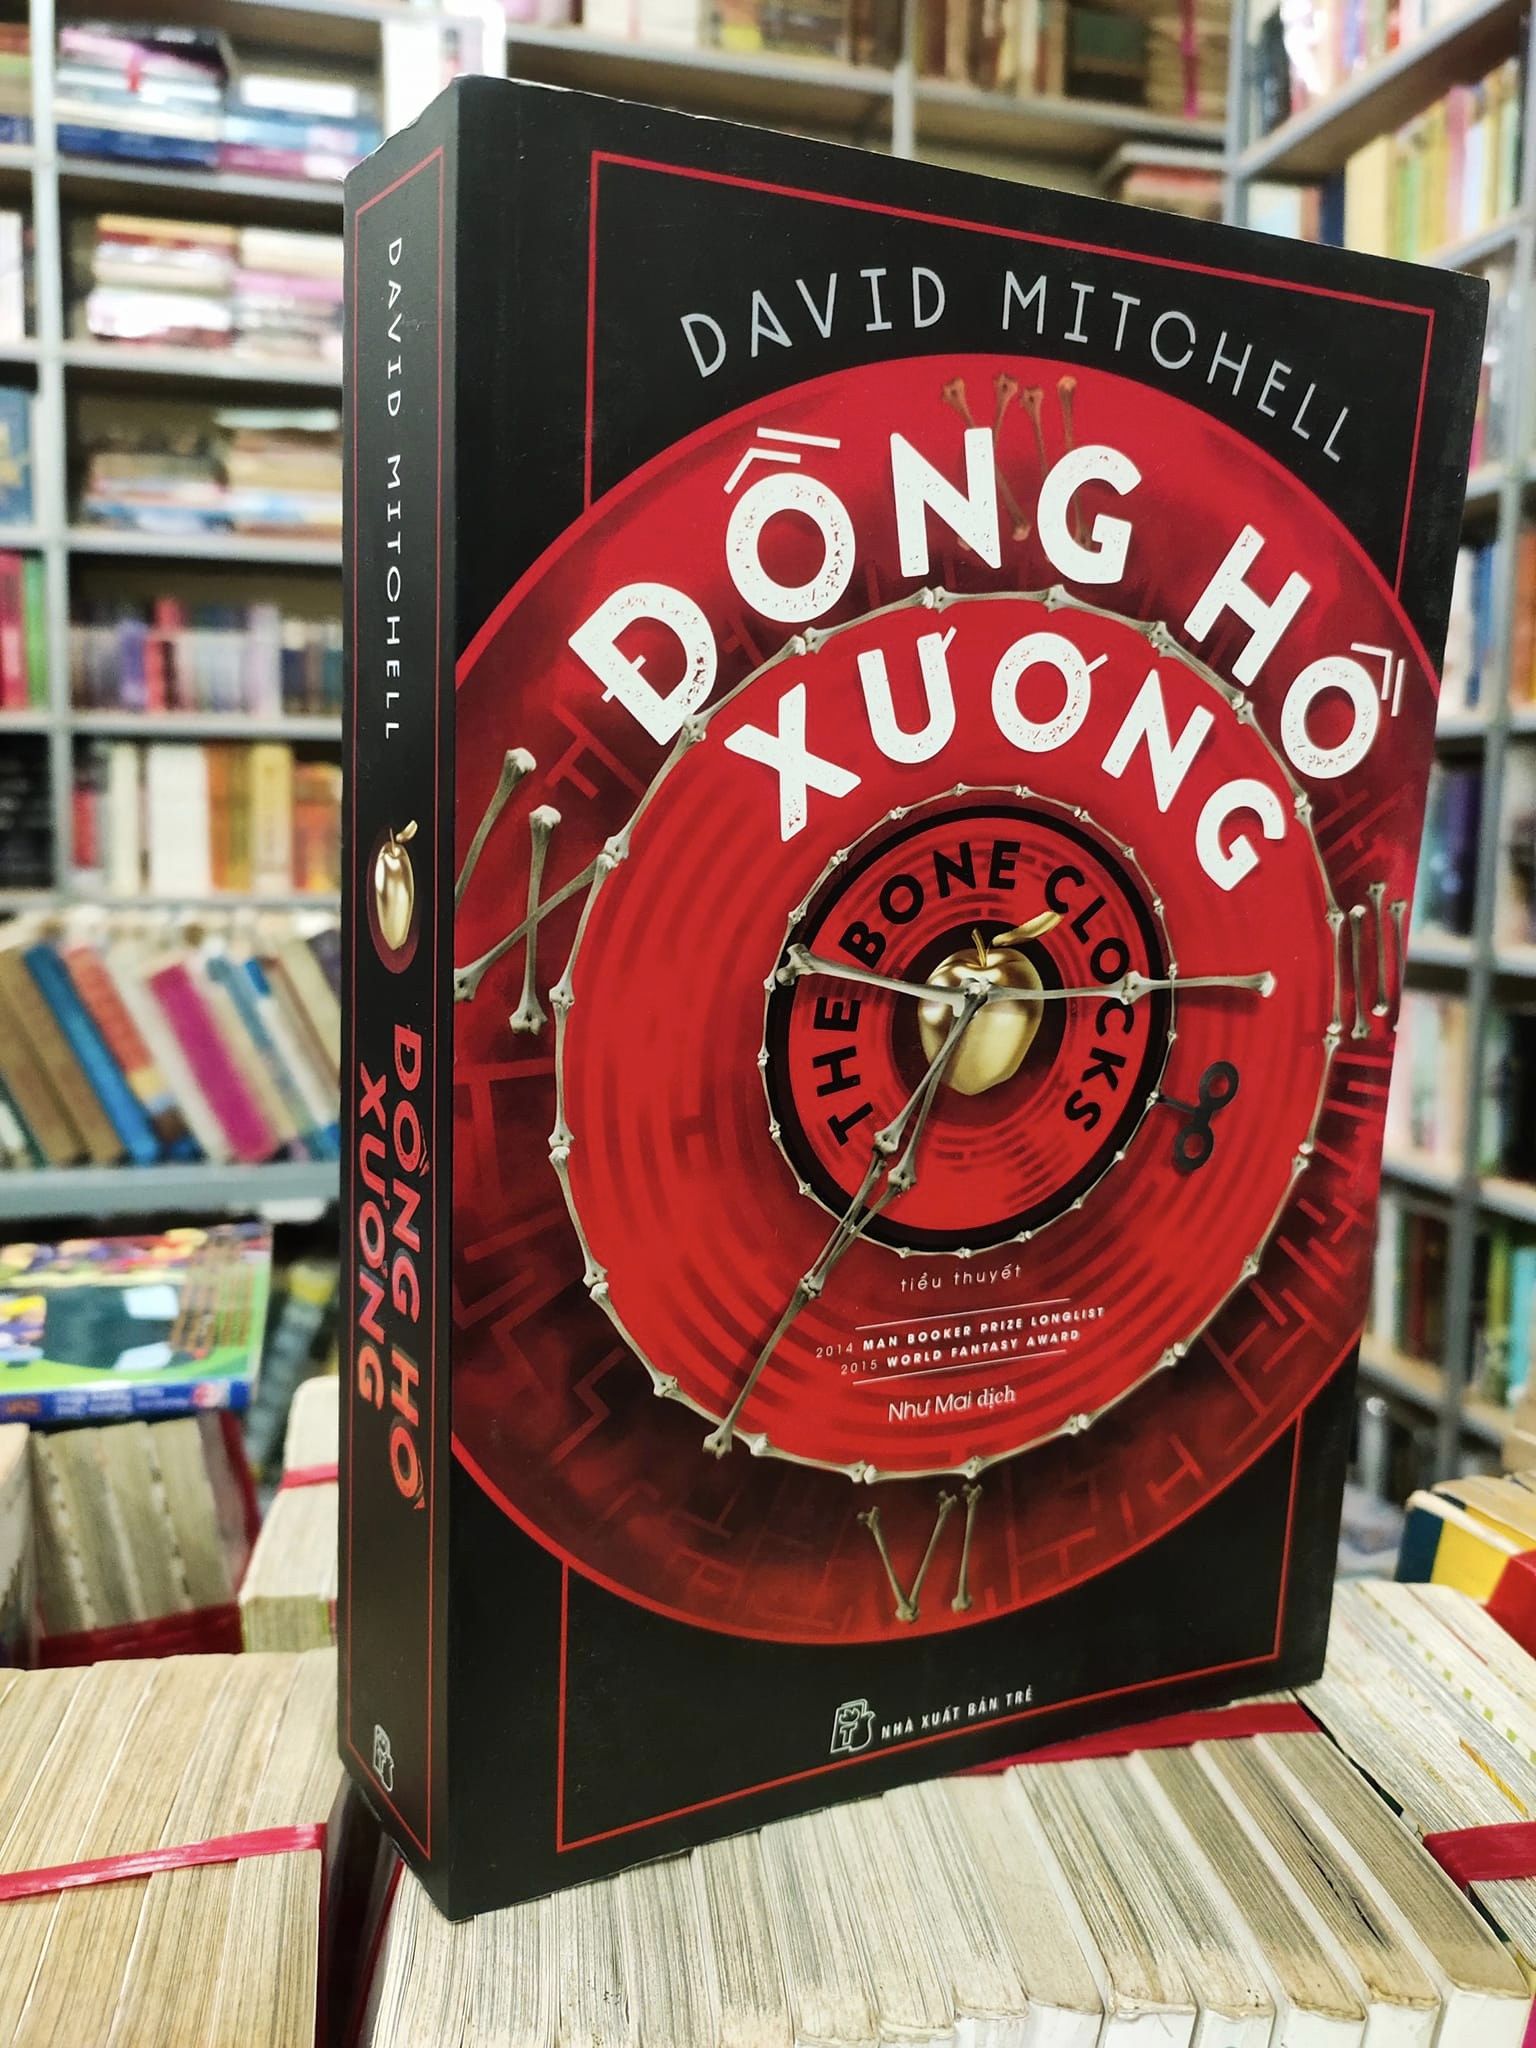 DAVID MITCHELL
ĐỒNG HỒ
XƯƠNG
DAVID MITCHELL
ĐỒNG HỒ
XƯƠNG
THE BONE CLOCKS
tiểu thuyết
2014 MAN BOOKER PRIZE LONGLIST
2015 WORLD FANTASY AWARD
Như Mai dịch
VI
NHÀ XUẤT BẢN TRẺ